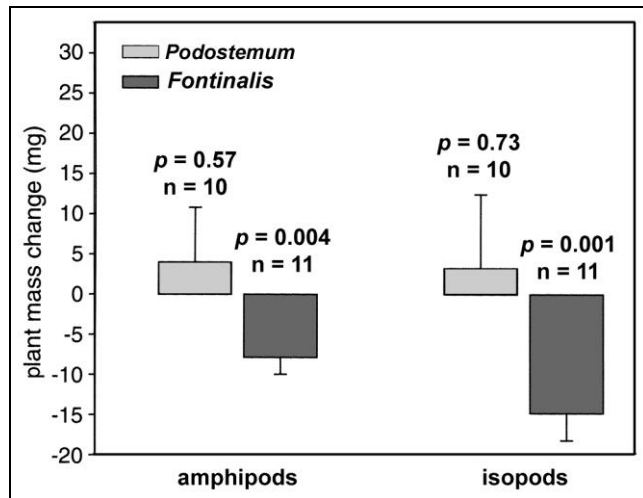 Podostemum
Fontinalis
plant mass change (mg)
30
25
20
15
10
5
0
-5
-10
-15
-20
p = 0.57
n = 10
p = 0.004
n = 11
p = 0.73
n = 10
p = 0.001
n = 11
amphipods
isopods